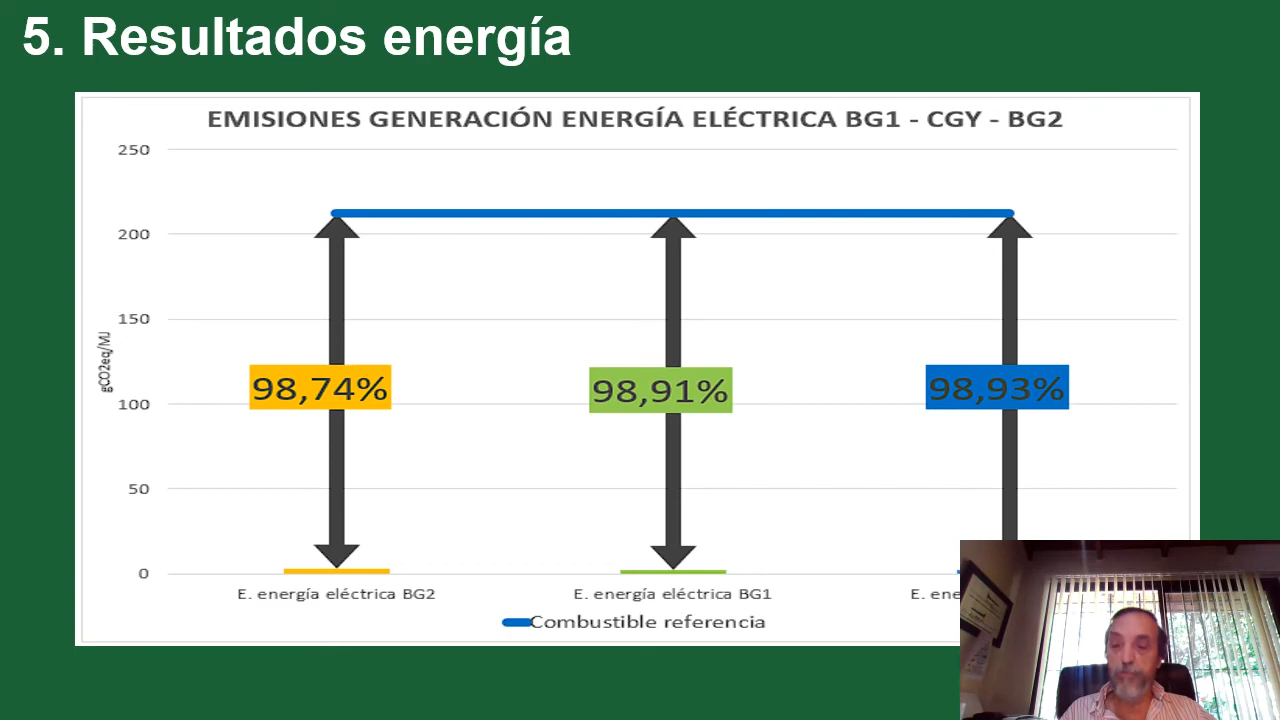 5. Resultados energía
EMISIONES GENERACIÓN ENERGÍA ELÉCTRICA BG1 - CGY - BG2
250
200
150
100
50
0
gCO2eq/MJ
98,74%
98,91%
98,93%
E. energía eléctrica BG2
E. energía eléctrica BG1
E. ene
Combustible referencia